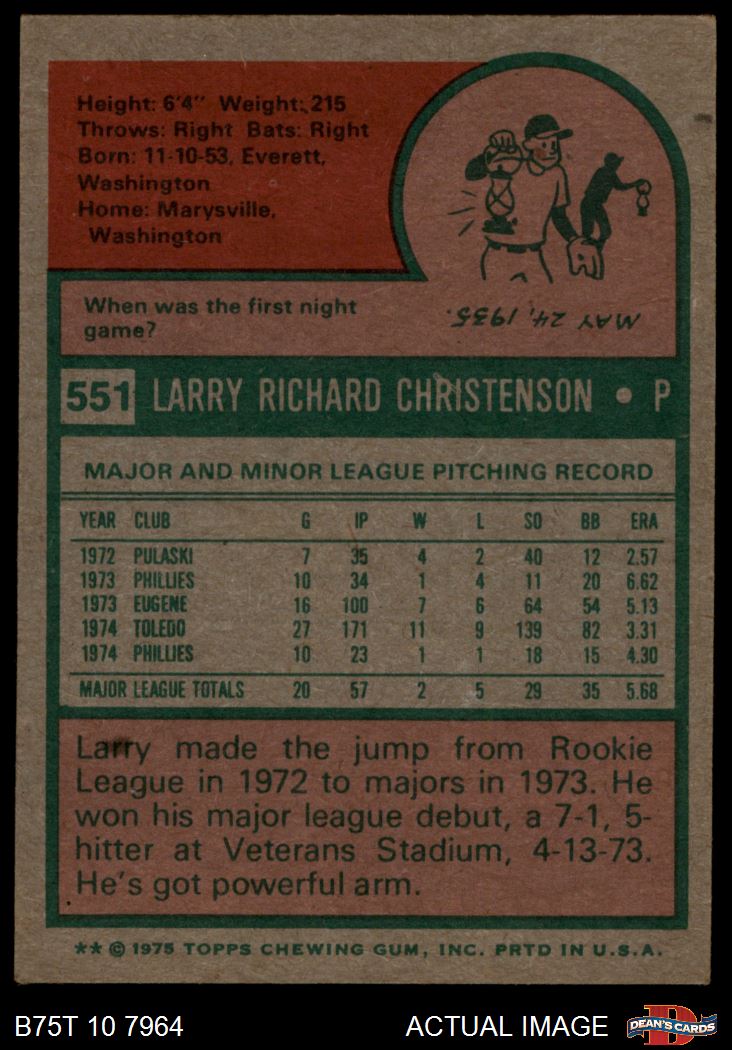 Height: 6'4" Weight: 215
Throws: Right Bats: Right
Born: 11-10-53, Everett,
Washington
Home: Marysville,
Washington
When was the first night
game?
MAY 24, 1935.
551 LARRY RICHARD CHRISTENSON • P
MAJOR AND MINOR LEAGUE PITCHING RECORD
YEAR CLUB G IP W L SO BB ERA
1972 PULASKI 7 35 4 2 40 12 2.57
1973 PHILLIES 10 34 1 4 11 20 6.62
1973 EUGENE 16 100 7 6 64 54 5.13
1974 TOLEDO 27 171 11 9 139 82 3.31
1974 PHILLIES 10 23 1 1 18 15 4.30
MAJOR LEAGUE TOTALS 20 57 2 5 29 35 5.68
Larry made the jump from Rookie
League in 1972 to majors in 1973. He
won his major league debut, a 7-1, 5-
hitter at Veterans Stadium, 4-13-73.
He's got powerful arm.
** © 1975 TOPPS CHEWING GUM, INC. PRTD IN U.S.A.
B75T 10 7964 ACTUAL IMAGE
D
DEAN'S CARDS